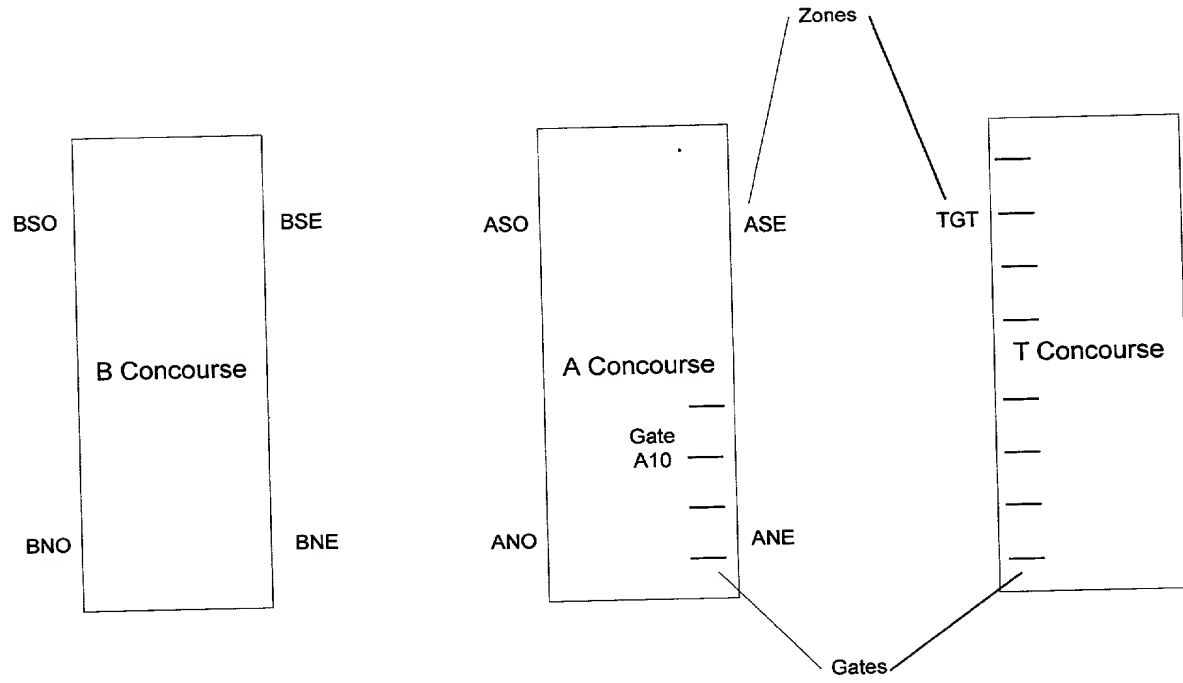 Zones
BSO
BSE
ASO
ASE
TGT
B Concourse
A Concourse
T Concourse
Gate
A10
BNO
BNE
ANO
ANE
Gates